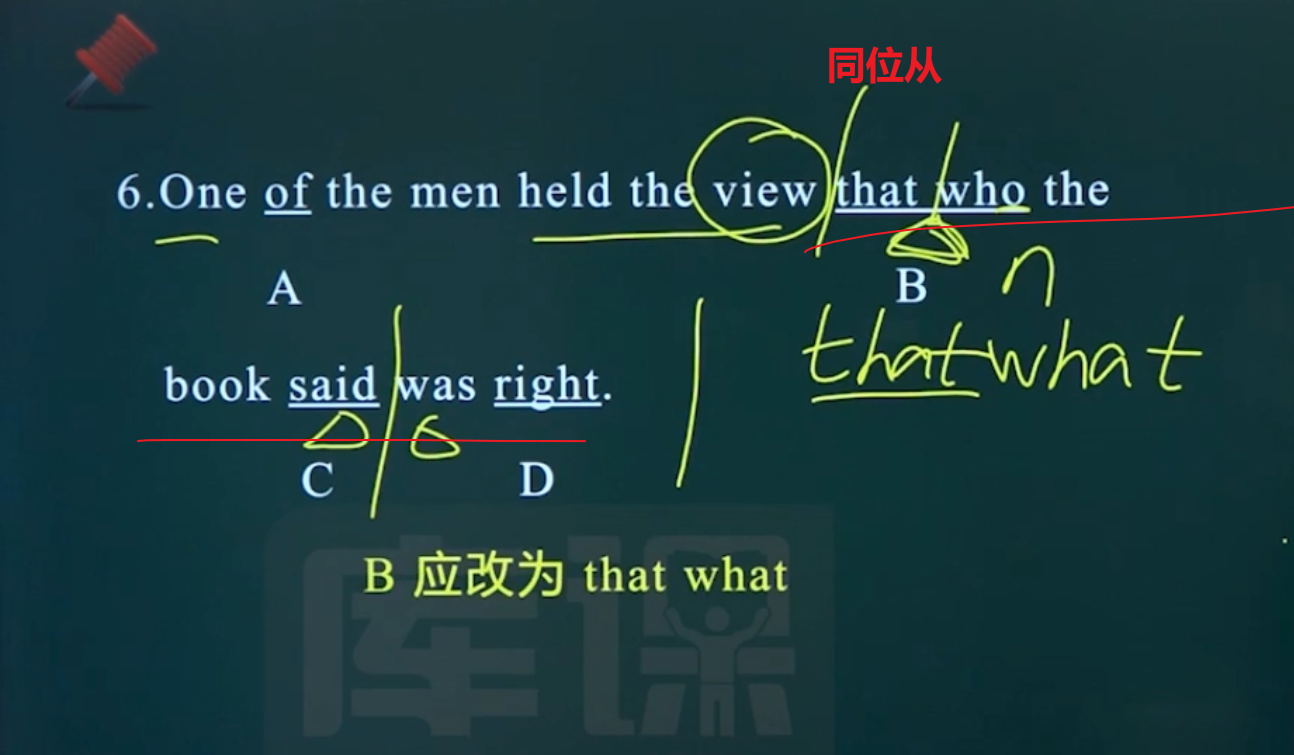 同位从
6.One of the men held the view that who the
A B n
that what
book said was right.
C D
B 应改为 that what
库课